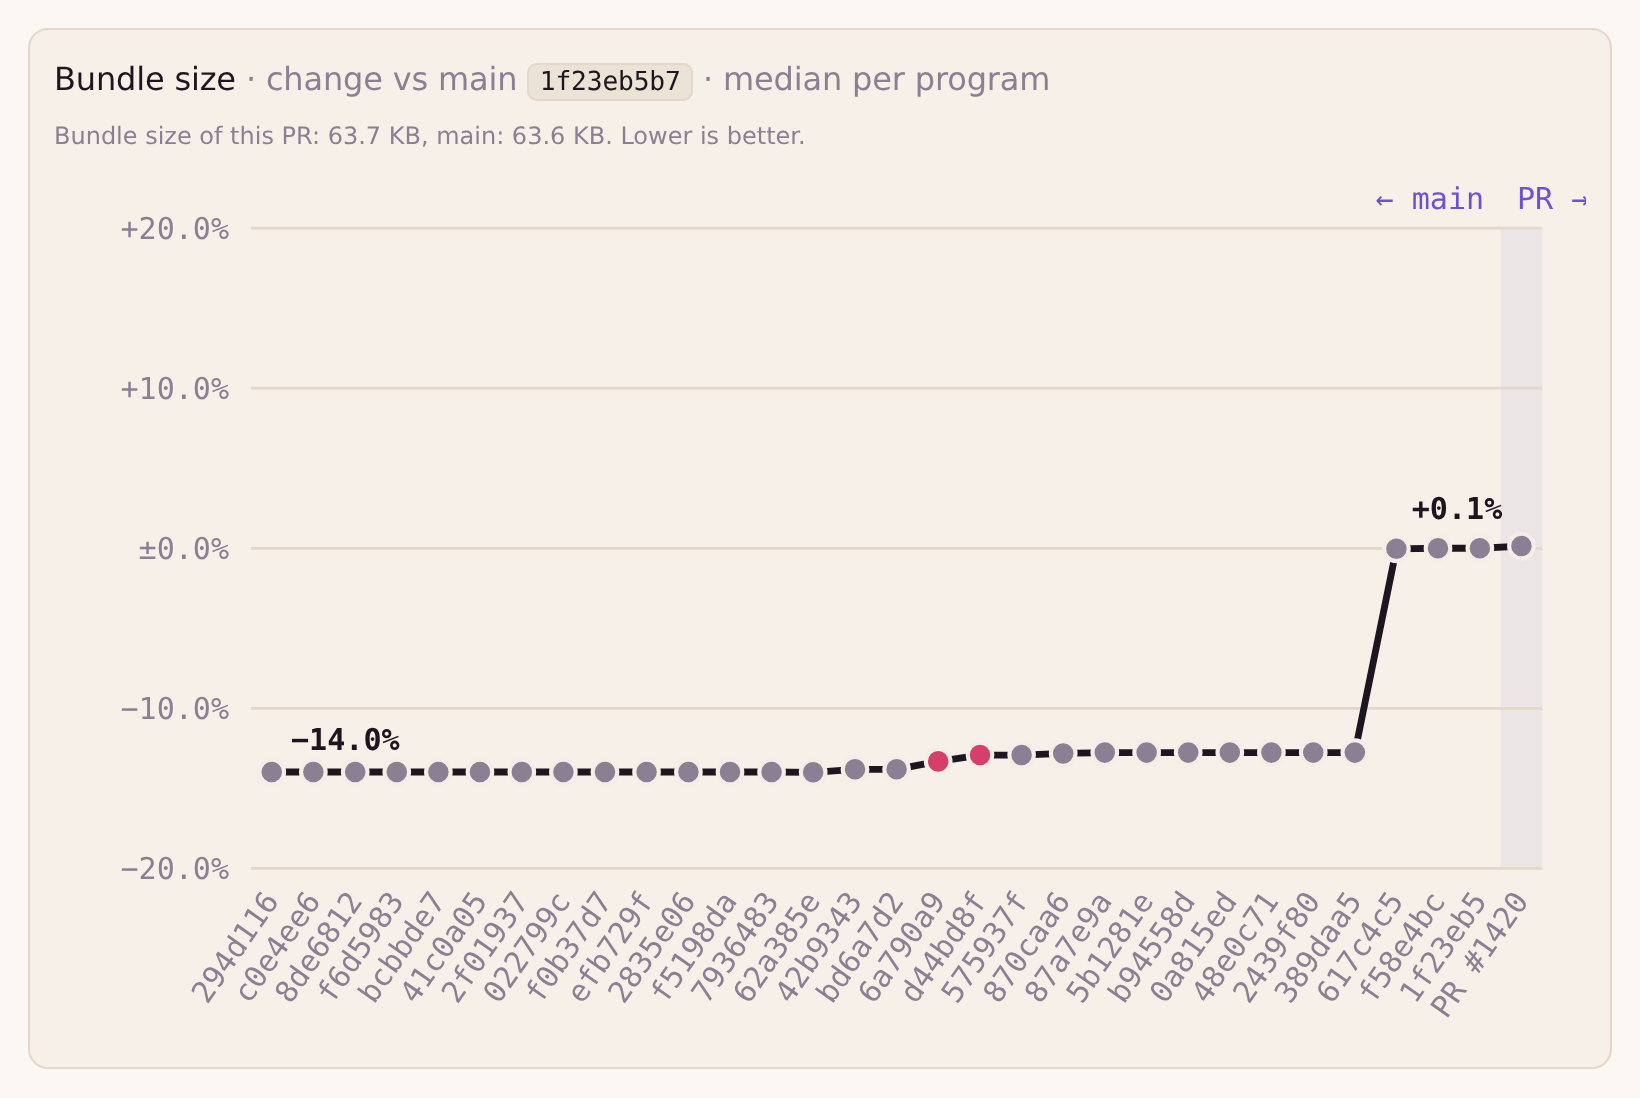 Bundle size · change vs main 1f23eb5b7 · median per program
Bundle size of this PR: 63.7 KB, main: 63.6 KB. Lower is better.
← main PR →
+20.0%
+10.0%
+0.1%
±0.0%
−10.0%
−14.0%
−20.0%
294d116
c0e4ee6
8de6812
f6d5983
bcbbde7
41c0a05
2f01937
022799c
f0b37d7
efb729f
2835e06
f5198da
7936483
62a385e
42b9343
bd6a7d2
6a790a9
d44bd8f
575937f
870caa6
87a7e9a
5b1281e
b94558d
0a815ed
48e0c71
2439f80
389daa5
617c4c5
f58e4bc
1f23eb5
PR #1420